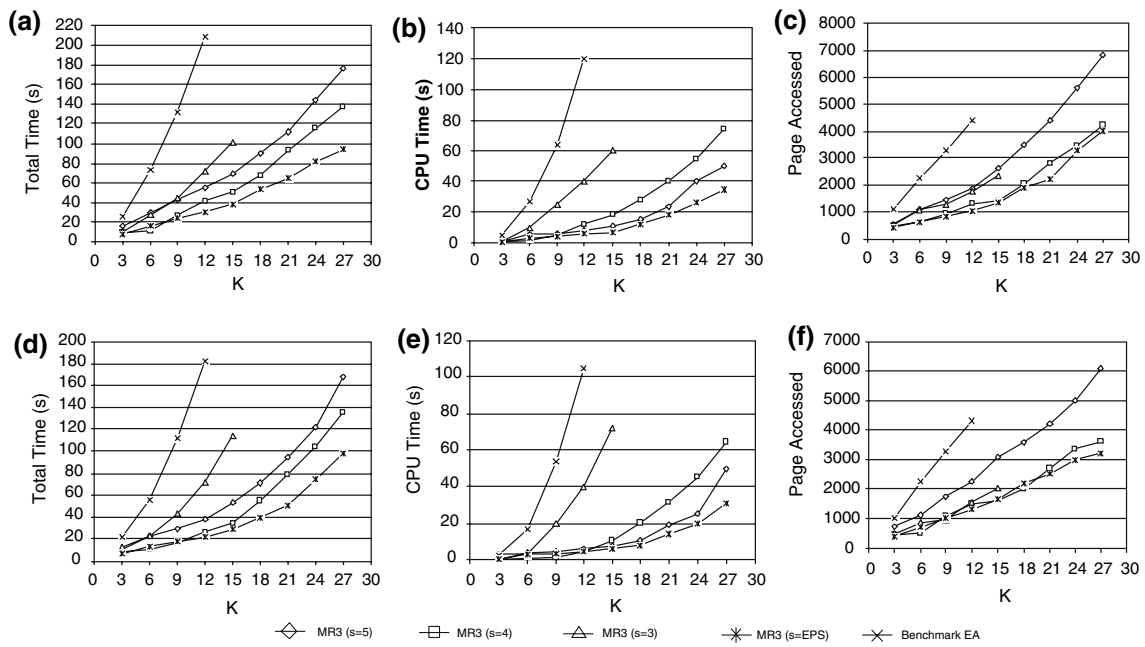 (a)
220
200
180
160
140
120
100
80
60
40
20
0
Total Time (s)
0 3 6 9 12 15 18 21 24 27 30
K
(b)
120
100
80
60
40
20
0
CPU Time (s)
0 3 6 9 12 15 18 21 24 27 30
K
(c)
8000
7000
6000
5000
4000
3000
2000
1000
0
Page Accessed
0 3 6 9 12 15 18 21 24 27 30
K
(d)
200
180
160
140
120
100
80
60
40
20
0
Total Time (s)
0 3 6 9 12 15 18 21 24 27 30
K
(e)
120
100
80
60
40
20
0
CPU Time (s)
0 3 6 9 12 15 18 21 24 27 30
K
(f)
7000
6000
5000
4000
3000
2000
1000
0
Page Accessed
0 3 6 9 12 15 18 21 24 27 30
K
MR3 (s=5) MR3 (s=4) MR3 (s=3) MR3 (s=EPS) Benchmark EA